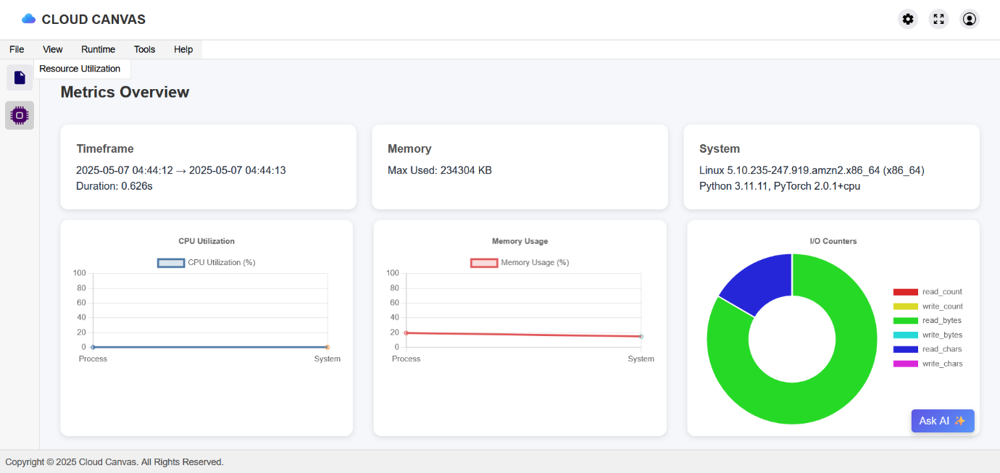 CLOUD CANVAS
File View Runtime Tools Help
Resource Utilization
Metrics Overview
Timeframe
2025-05-07 04:44:12 → 2025-05-07 04:44:13
Duration: 0.626s
Memory
Max Used: 234304 KB
System
Linux 5.10.235-247.919.amzn2.x86_64 (x86_64)
Python 3.11.11, PyTorch 2.0.1+cpu
CPU Utilization
CPU Utilization (%)
100
80
60
40
20
0
Process System
Memory Usage
Memory Usage (%)
100
80
60
40
20
0
Process System
I/O Counters
read_count
write_count
read_bytes
write_bytes
read_chars
write_chars
Ask AI ✨
Copyright © 2025 Cloud Canvas. All Rights Reserved.